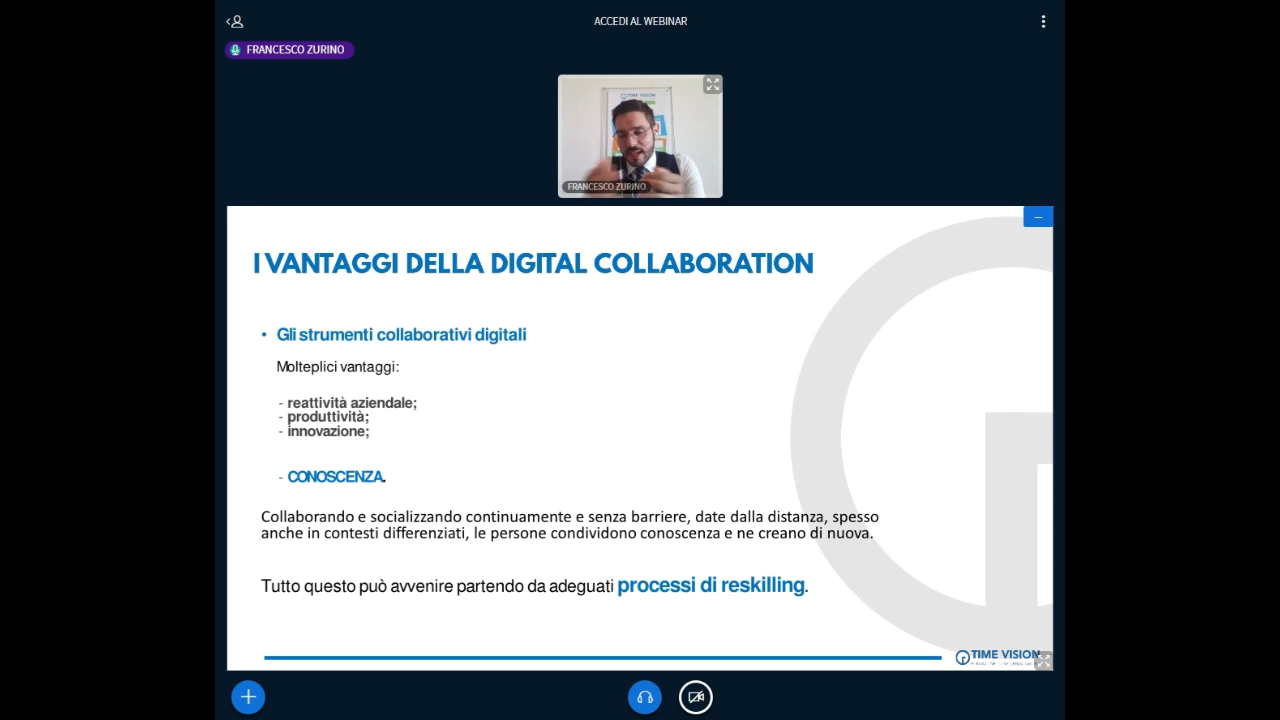 ACCEDI AL WEBINAR
FRANCESCO ZURINO
TIME VISION
FRANCESCO ZURINO
I VANTAGGI DELLA DIGITAL COLLABORATION
• Gli strumenti collaborativi digitali
Molteplici vantaggi:
- reattività aziendale;
- produttività;
- innovazione;
- CONOSCENZA.
Collaborando e socializzando continuamente e senza barriere, date dalla distanza, spesso
anche in contesti differenziati, le persone condividono conoscenza e ne creano di nuova.
Tutto questo può avvenire partendo da adeguati processi di reskilling.
TIME VISION